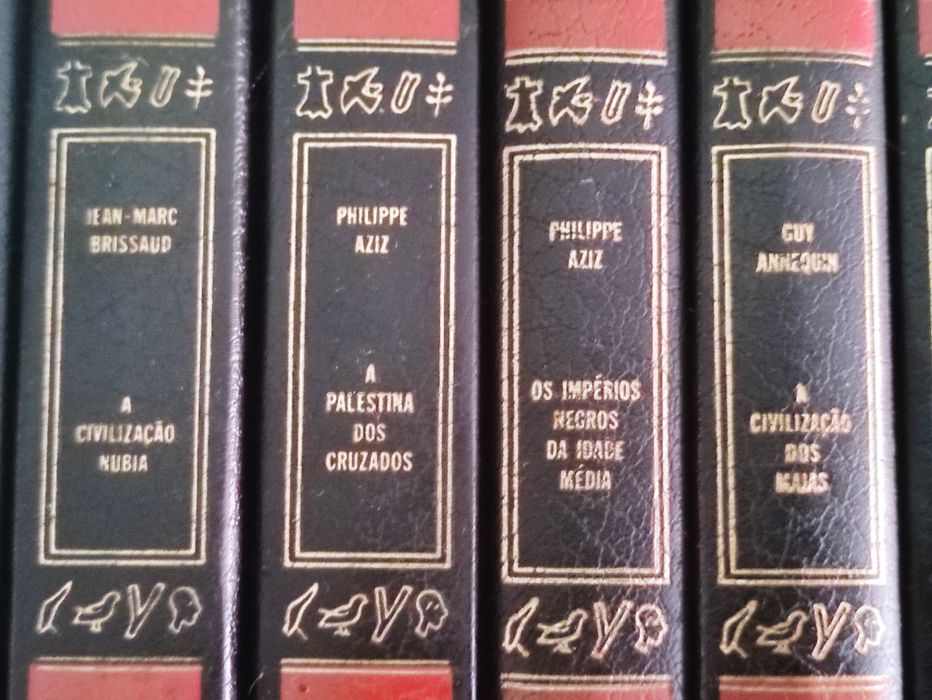 JEAN-MARC
BRISSAUD
A
CIVILIZAÇÃO
NUBIA
PHILIPPE
AZIZ
A
PALESTINA
DOS
CRUZADOS
PHILIPPE
AZIZ
OS IMPÉRIOS
NEGROS
DA IDADE
MÉDIA
GUY
ANNEQUIN
A
CIVILIZAÇÃO
DOS
MAIAS